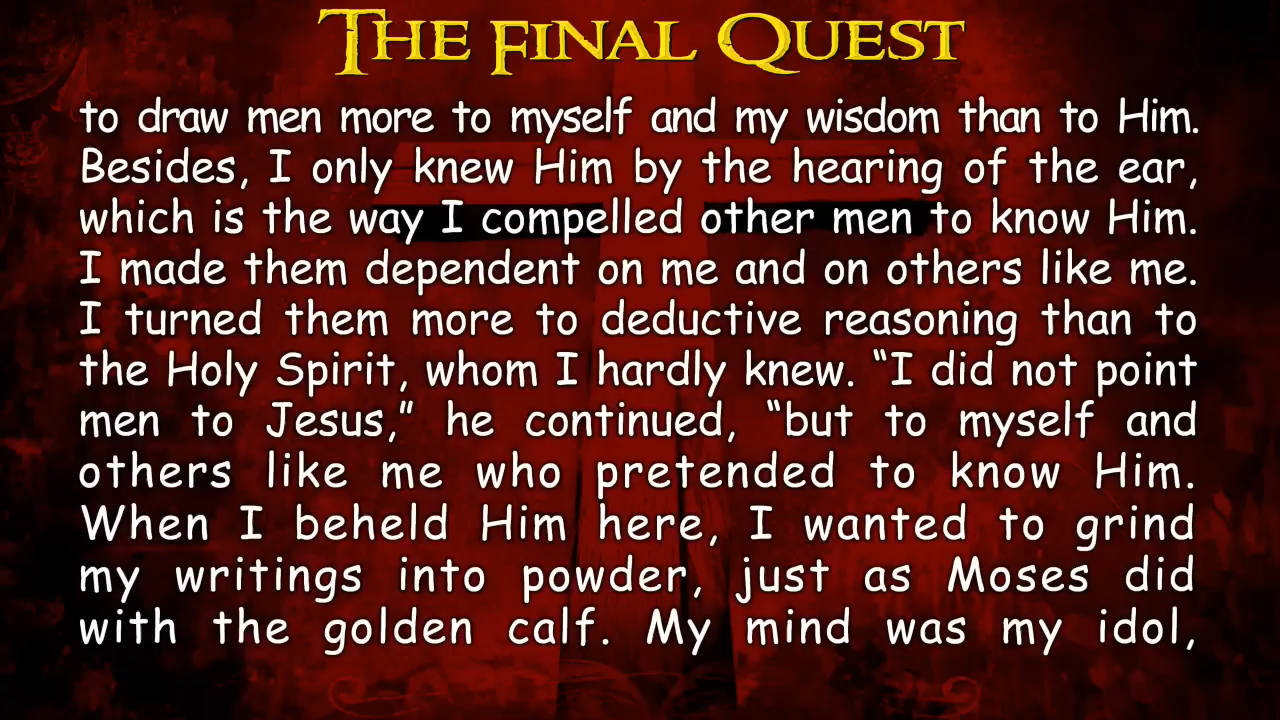 The Final Quest
to draw men more to myself and my wisdom than to Him.
Besides, I only knew Him by the hearing of the ear,
which is the way I compelled other men to know Him.
I made them dependent on me and on others like me.
I turned them more to deductive reasoning than to
the Holy Spirit, whom I hardly knew. “I did not point
men to Jesus,” he continued, “but to myself and
others like me who pretended to know Him.
When I beheld Him here, I wanted to grind
my writings into powder, just as Moses did
with the golden calf. My mind was my idol,